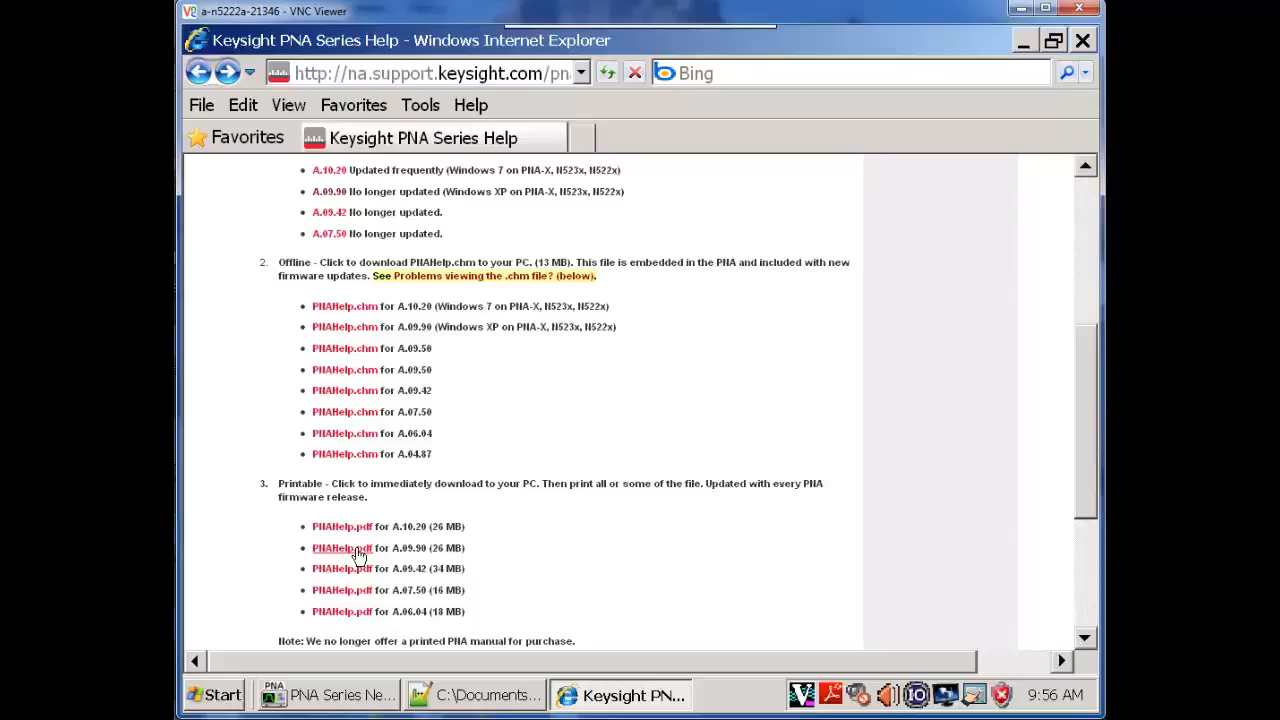 a-n5222a-21346 - VNC Viewer
Keysight PNA Series Help - Windows Internet Explorer
http://na.support.keysight.com/pn
Bing
File Edit View Favorites Tools Help
Favorites
Keysight PNA Series Help
• A.10.20 Updated frequently (Windows 7 on PNA-X, N523x, N522x)
• A.09.90 No longer updated (Windows XP on PNA-X, N523x, N522x)
• A.09.42 No longer updated.
• A.07.50 No longer updated.
2. Offline - Click to download PNAHelp.chm to your PC. (13 MB). This file is embedded in the PNA and included with new
firmware updates. See Problems viewing the .chm file? (below).
• PNAHelp.chm for A.10.20 (Windows 7 on PNA-X, N523x, N522x)
• PNAHelp.chm for A.09.90 (Windows XP on PNA-X, N523x, N522x)
• PNAHelp.chm for A.09.50
• PNAHelp.chm for A.09.50
• PNAHelp.chm for A.09.42
• PNAHelp.chm for A.07.50
• PNAHelp.chm for A.06.04
• PNAHelp.chm for A.04.87
3. Printable - Click to immediately download to your PC. Then print all or some of the file. Updated with every PNA
firmware release.
• PNAHelp.pdf for A.10.20 (26 MB)
• PNAHelp.pdf for A.09.90 (26 MB)
• PNAHelp.pdf for A.09.42 (34 MB)
• PNAHelp.pdf for A.07.50 (16 MB)
• PNAHelp.pdf for A.06.04 (18 MB)
Note: We no longer offer a printed PNA manual for purchase.
Start
PNA
PNA Series Ne...
C:\Documents...
Keysight PN...
9:56 AM